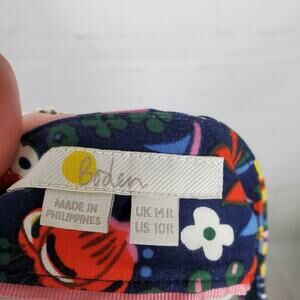 Boden
MADE IN
PHILIPPINES
UK 14R
US 10R